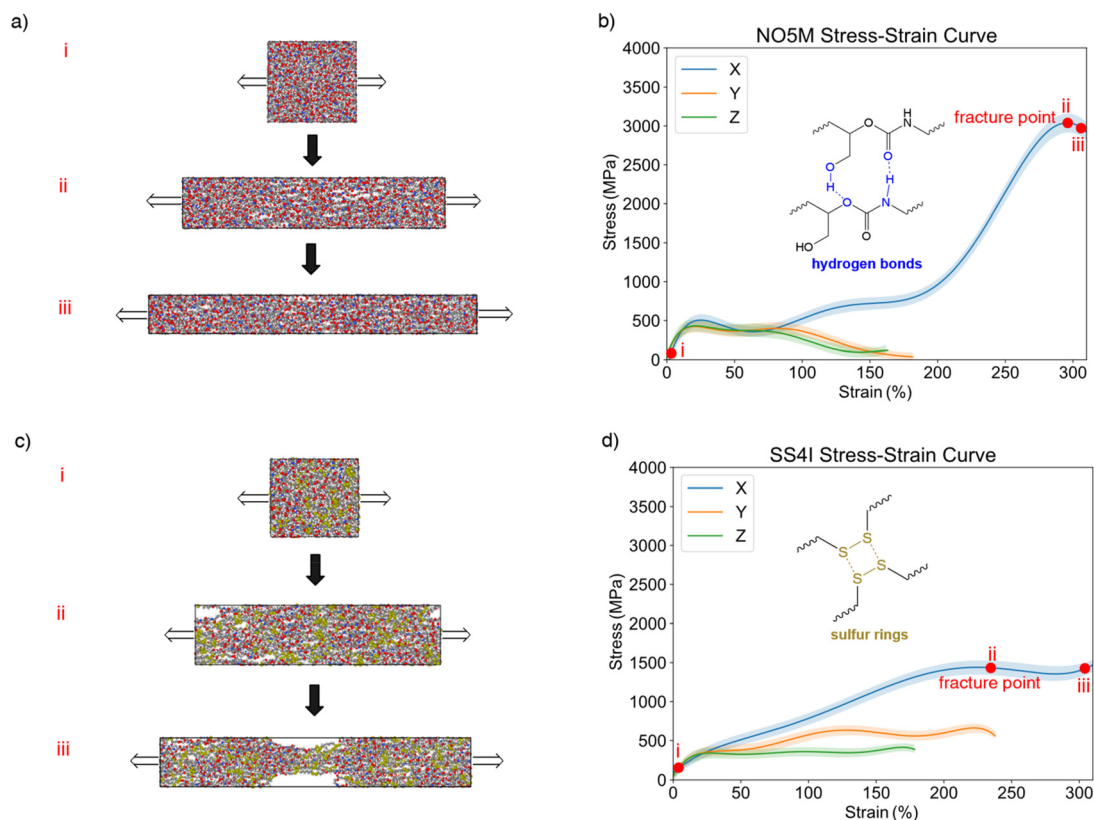 a)
i
ii
iii
b)
NO5M Stress-Strain Curve
Stress (MPa)
4000
3500
3000
2500
2000
1500
1000
500
0
X
Y
Z
fracture point
ii
iii
i
H
N
O
O
O
H
H
O
N
O
HO
hydrogen bonds
0
50
100
150
200
250
300
Strain (%)
c)
i
ii
iii
d)
SS4I Stress-Strain Curve
Stress (MPa)
4000
3500
3000
2500
2000
1500
1000
500
0
X
Y
Z
S
S
S
S
sulfur rings
ii
fracture point
iii
i
0
50
100
150
200
250
300
Strain (%)